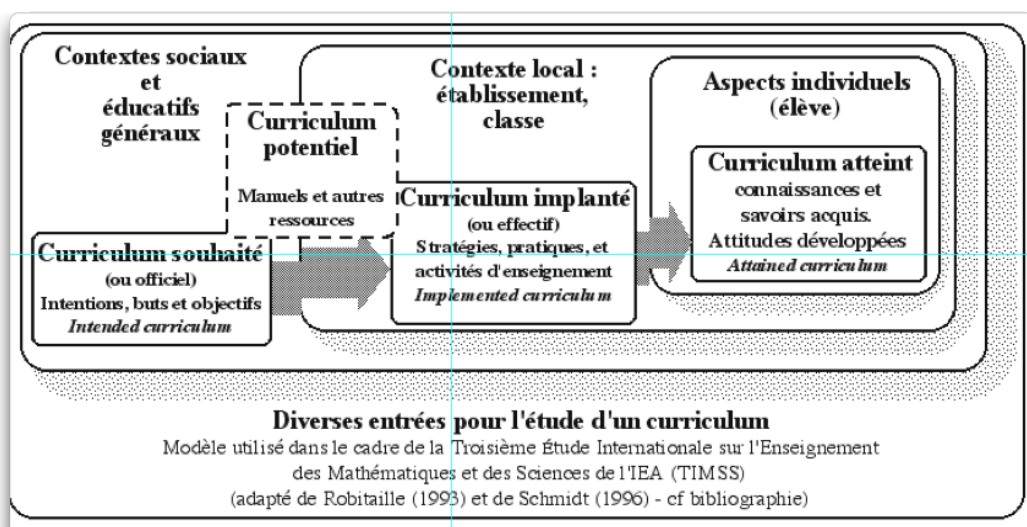 Contextes sociaux
et
éducatifs
généraux
Contexte local :
établissement,
classe
Aspects individuels
(élève)
Curriculum
potentiel
Manuels et autres
ressources
Curriculum souhaité
(ou officiel)
Intentions, buts et objectifs
Intended curriculum
Curriculum implanté
(ou effectif)
Stratégies, pratiques, et
activités d'enseignement
Implemented curriculum
Curriculum atteint
connaissances et
savoirs acquis.
Attitudes développées
Attained curriculum
Diverses entrées pour l'étude d'un curriculum
Modèle utilisé dans le cadre de la Troisième Étude Internationale sur l'Enseignement
des Mathématiques et des Sciences de l'IEA (TIMSS)
(adapté de Robitaille (1993) et de Schmidt (1996) - cf bibliographie)